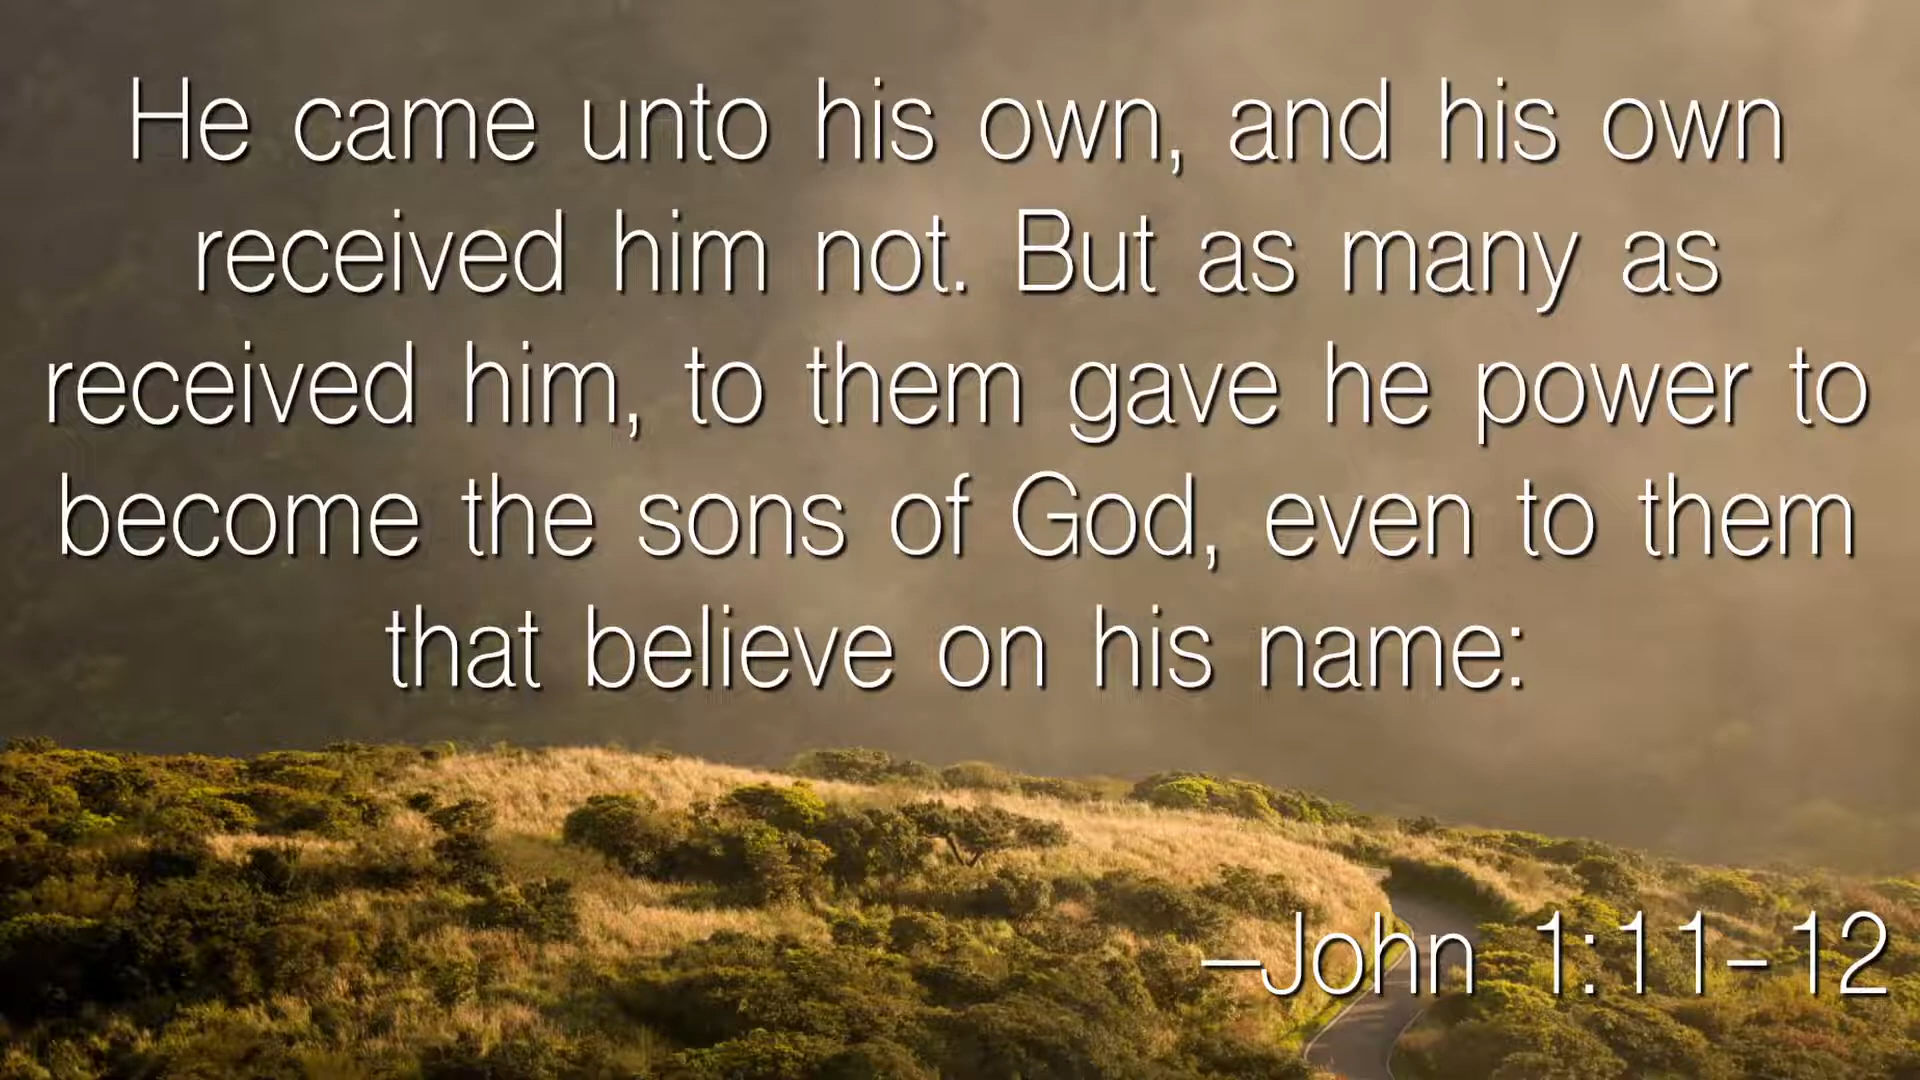 He came unto his own, and his own
received him not. But as many as
received him, to them gave he power to
become the sons of God, even to them
that believe on his name:
–John 1:11-12